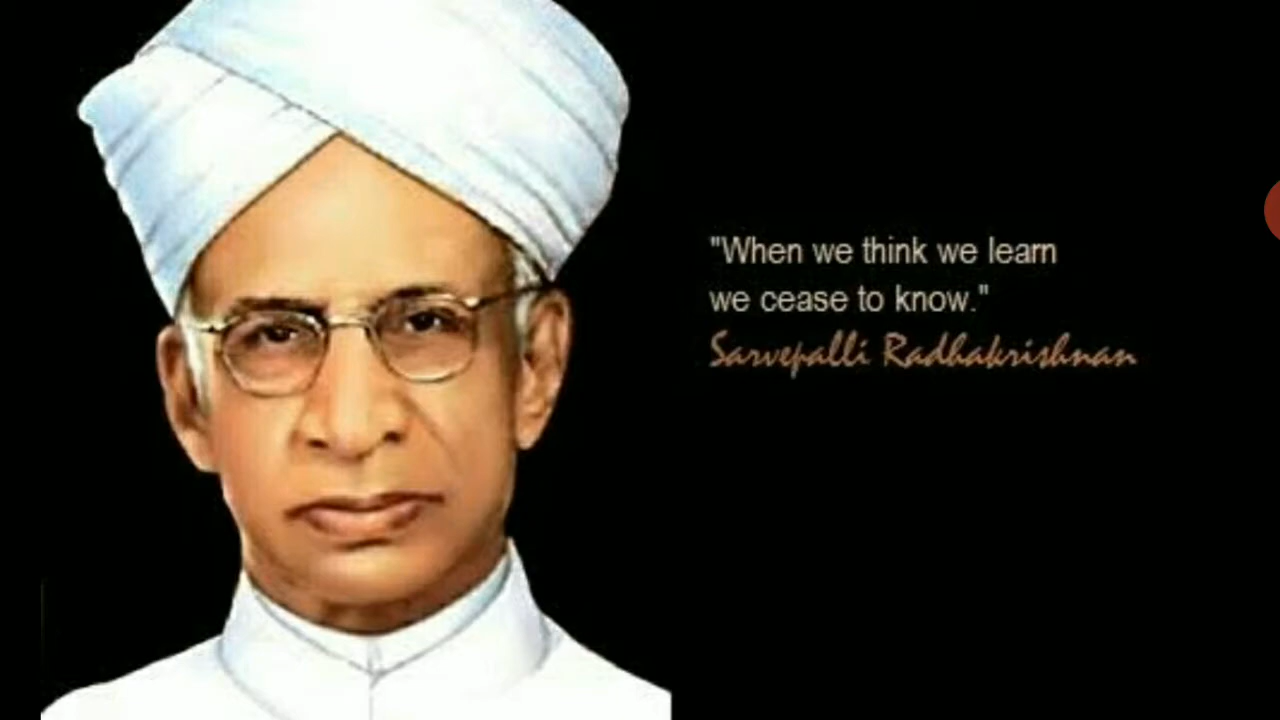 "When we think we learn
we cease to know."
Sarvepalli Radhakrishnan